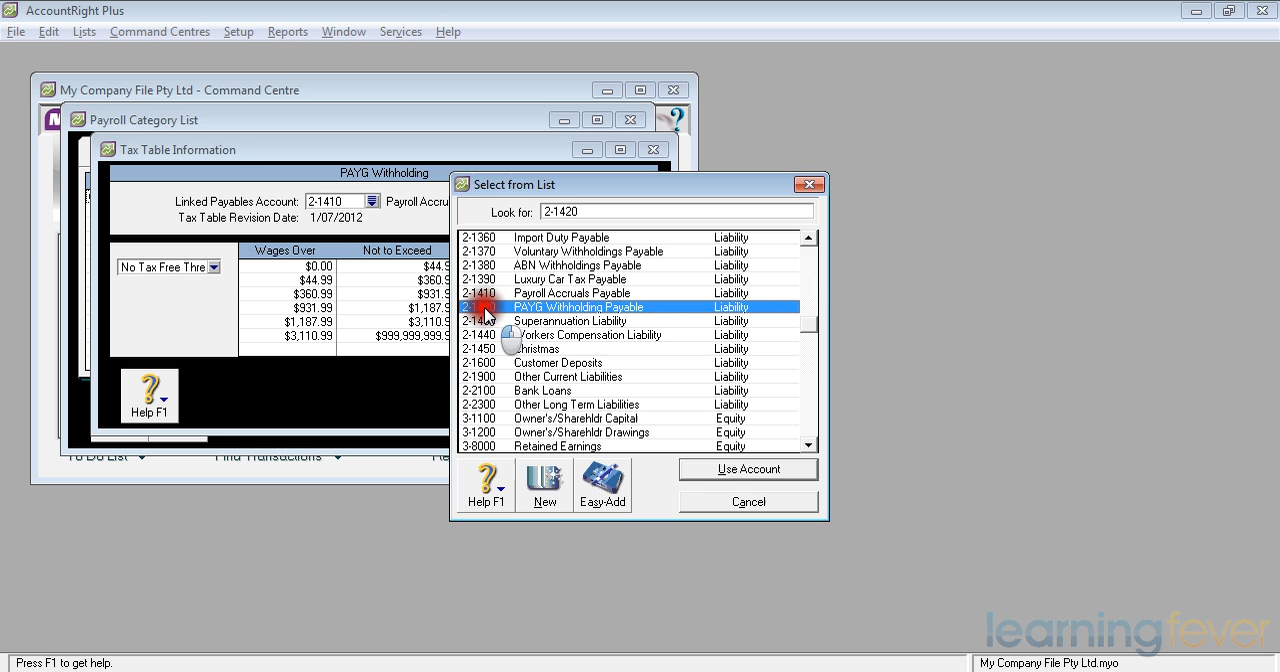 AccountRight Plus
File Edit Lists Command Centres Setup Reports Window Services Help
My Company File Pty Ltd - Command Centre
Payroll Category List
Tax Table Information
PAYG Withholding
Linked Payables Account: 2-1410 Payroll Accru
Tax Table Revision Date: 1/07/2012
Wages Over Not to Exceed
No Tax Free Thre
$0.00 $44.9
$44.99 $360.9
$360.99 $931.9
$931.99 $1,187.9
$1,187.99 $3,110.9
$3,110.99 $999,999,999.9
Help F1
To Do List Find Transactions Re
Select from List
Look for: 2-1420
2-1360 Import Duty Payable Liability
2-1370 Voluntary Withholdings Payable Liability
2-1380 ABN Withholdings Payable Liability
2-1390 Luxury Car Tax Payable Liability
2-1410 Payroll Accruals Payable Liability
PAYG Withholding Payable Liability
Superannuation Liability Liability
2-1440 Workers Compensation Liability Liability
2-1450 Christmas Liability
2-1600 Customer Deposits Liability
2-1900 Other Current Liabilities Liability
2-2100 Bank Loans Liability
2-2300 Other Long Term Liabilities Liability
3-1100 Owner's/Sharehldr Capital Equity
3-1200 Owner's/Sharehldr Drawings Equity
3-8000 Retained Earnings Equity
Use Account
Help F1 New Easy-Add
Cancel
learningfever
Press F1 to get help. My Company File Pty Ltd.myo